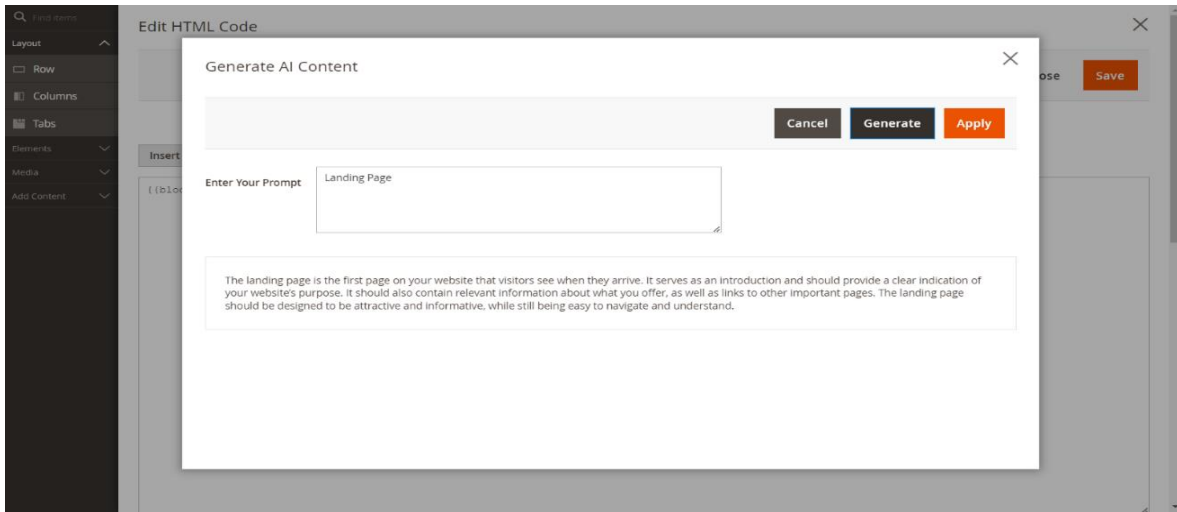 Find items
Edit HTML Code
Layout
Row
Columns
Tabs
Elements
Media
Add Content
Save
Insert
Generate AI Content
Cancel
Generate
Apply
Enter Your Prompt
Landing Page
The landing page is the first page on your website that visitors see when they arrive. It serves as an introduction and should provide a clear indication of
your website's purpose. It should also contain relevant information about what you offer, as well as links to other important pages. The landing page
should be designed to be attractive and informative, while still being easy to navigate and understand.